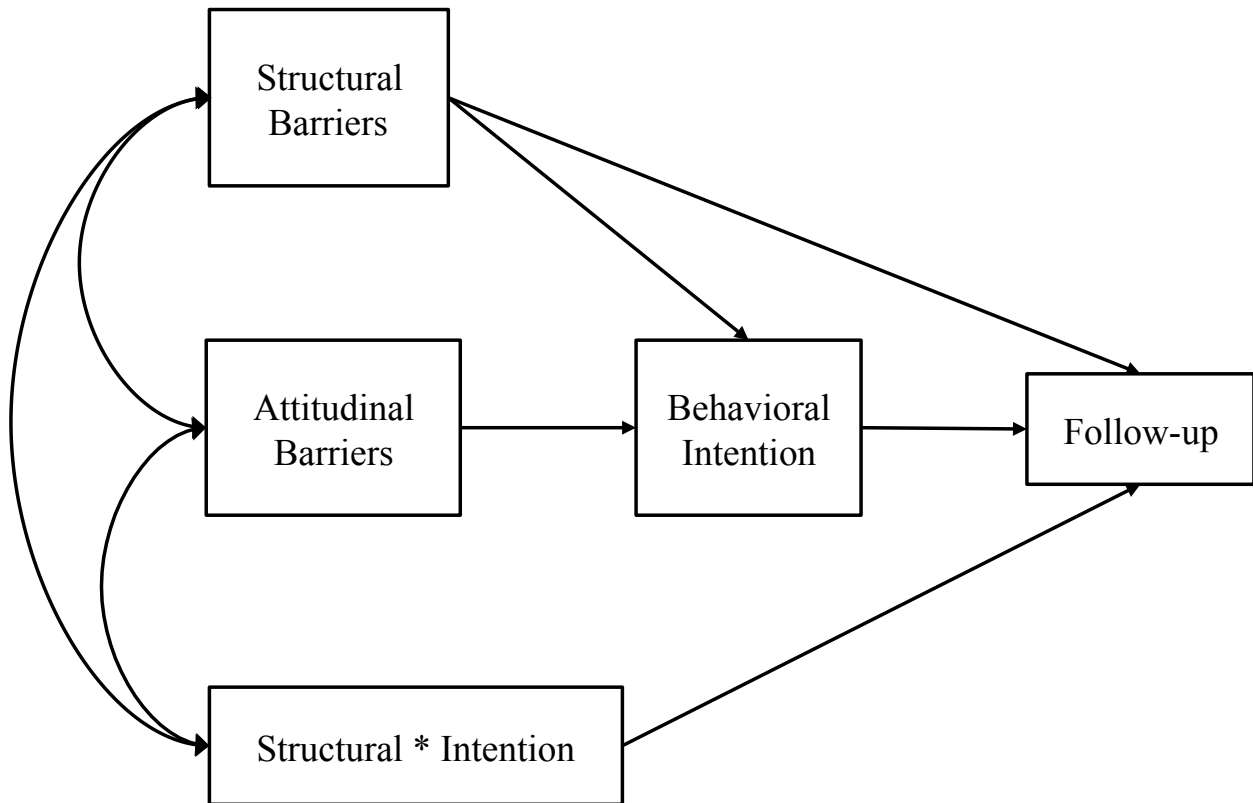 Structural
Barriers
Attitudinal
Barriers
Behavioral
Intention
Follow-up
Structural * Intention